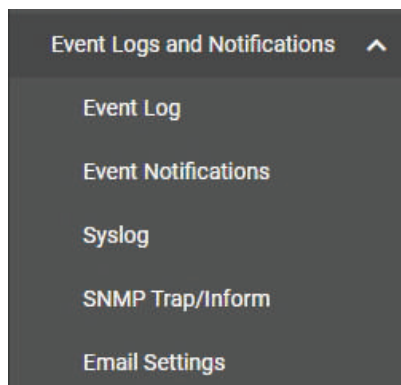 Event Logs and Notifications
Event Log
Event Notifications
Syslog
SNMP Trap/Inform
Email Settings